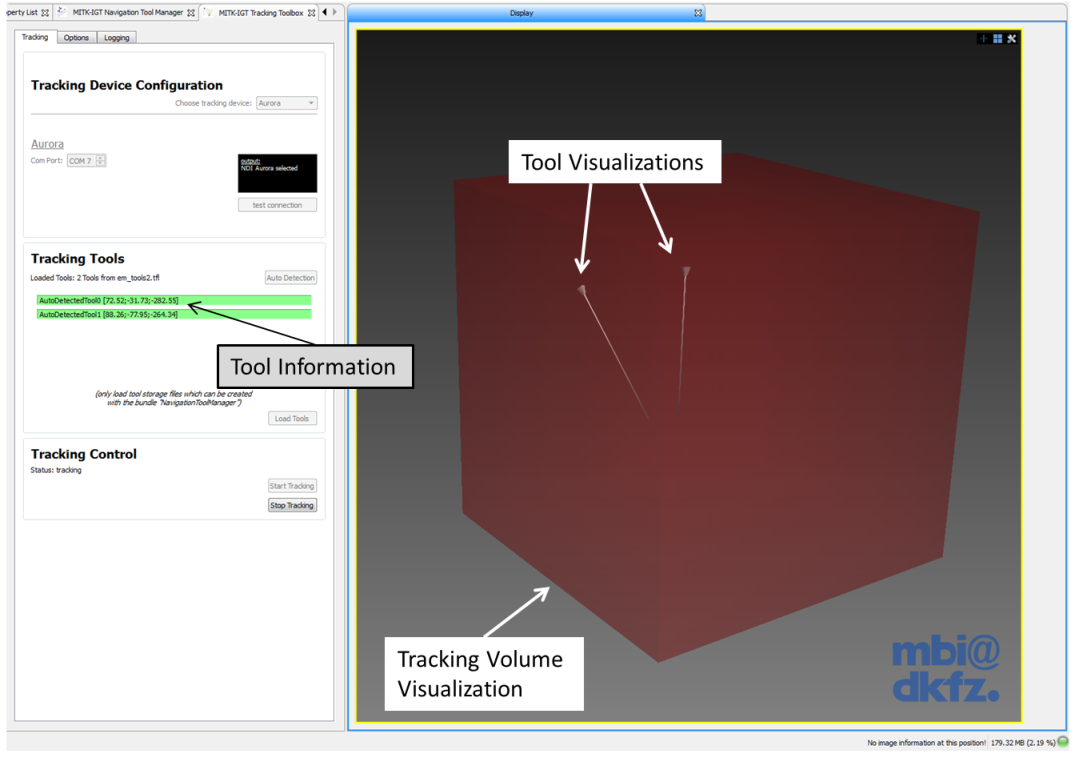 operty List
MITK-IGT Navigation Tool Manager
MITK-IGT Tracking Toolbox
Display
Tracking
Options
Logging
Tracking Device Configuration
Choose tracking device: Aurora
Aurora
Com Port: COM 7
output:
NDI Aurora selected
test connection
Tracking Tools
Loaded Tools: 2 Tools from em_tools2.tfl
Auto Detection
AutoDetectedTool0 [72.52;-31.73;-282.55]
AutoDetectedTool1 [88.26;-77.95;-264.34]
Tool Information
(only load tool storage files which can be created
with the bundle "NavigationToolManager")
Load Tools
Tracking Control
Status: tracking
Start Tracking
Stop Tracking
Tool Visualizations
Tracking Volume
Visualization
mbi@
dkfz.
No image information at this position! 179.32 MB (2.19 %)